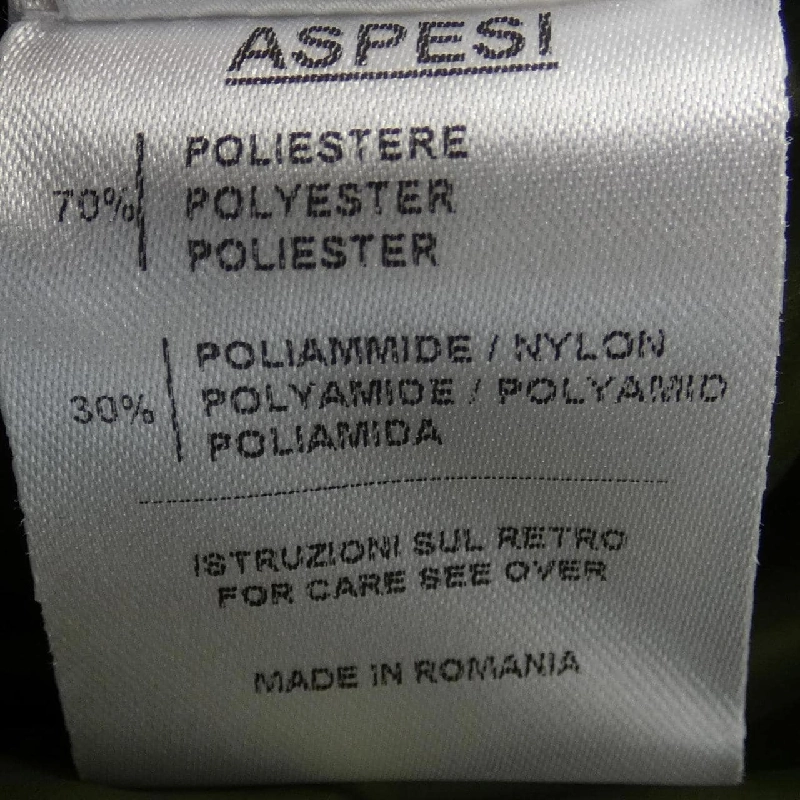 ASPESI
70% POLIESTERE
POLYESTER
POLIESTER
30% POLIAMMIDE / NYLON
POLYAMIDE / POLYAMID
POLIAMIDA
ISTRUZIONI SUL RETRO
FOR CARE SEE OVER
MADE IN ROMANIA